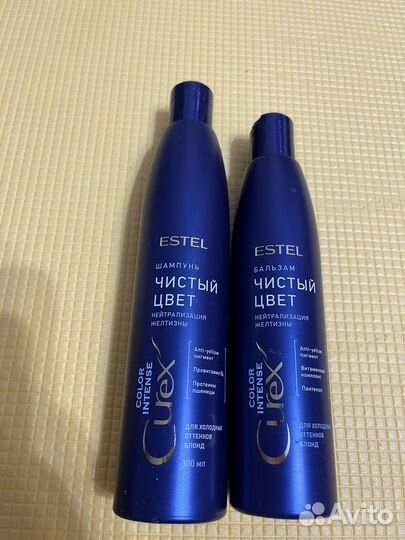 ESTEL
ШАМПУНЬ
ЧИСТЫЙ
ЦВЕТ
НЕЙТРАЛИЗАЦИЯ
ЖЕЛТИЗНЫ
Anti-yellow
пигмент
Провитамин B5
Протеины
пшеницы
COLOR
INTENSE
Curex
ДЛЯ ХОЛОДНЫХ
ОТТЕНКОВ
БЛОНД
300 МЛ
ESTEL
БАЛЬЗАМ
ЧИСТЫЙ
ЦВЕТ
НЕЙТРАЛИЗАЦИЯ
ЖЕЛТИЗНЫ
Anti-yellow
пигмент
Витаминный
комплекс
Пантенол
COLOR
INTENSE
Curex
ДЛЯ ХОЛОДНЫХ
ОТТЕНКОВ
БЛОНД
Avito